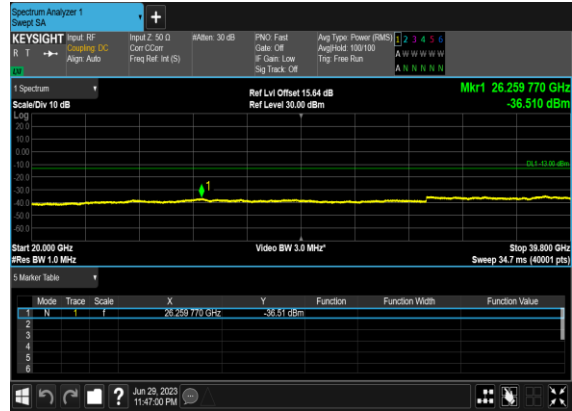 Spectrum Analyzer 1
Swept SA
+
KEYSIGHT Input: RF Input Z: 50 Ω #Atten: 30 dB PNO: Fast Avg Type: Power (RMS) 1 2 3 4 5 6
R T Coupling: DC Corr CCorr Gate: Off Avg|Hold: 100/100 A W W W W W
Align: Auto Freq Ref: Int (S) IF Gain: Low Trig: Free Run
Sig Track: Off A N N N N N
1 Spectrum Ref Lvl Offset 15.64 dB Mkr1 26.259 770 GHz
Scale/Div 10 dB Ref Level 30.00 dBm -36.510 dBm
Log
20.0
10.0
0.00
-10.0 DL1 -13.00 dBm
-20.0
-30.0 1
-40.0
-50.0
-60.0
Start 20.000 GHz Video BW 3.0 MHz* Stop 39.800 GHz
#Res BW 1.0 MHz Sweep 34.7 ms (40001 pts)
5 Marker Table
Mode Trace Scale X Y Function Function Width Function Value
1 N 1 f 26.259 770 GHz -36.51 dBm
2
3
4
5
6
? Jun 29, 2023
11:47:00 PM